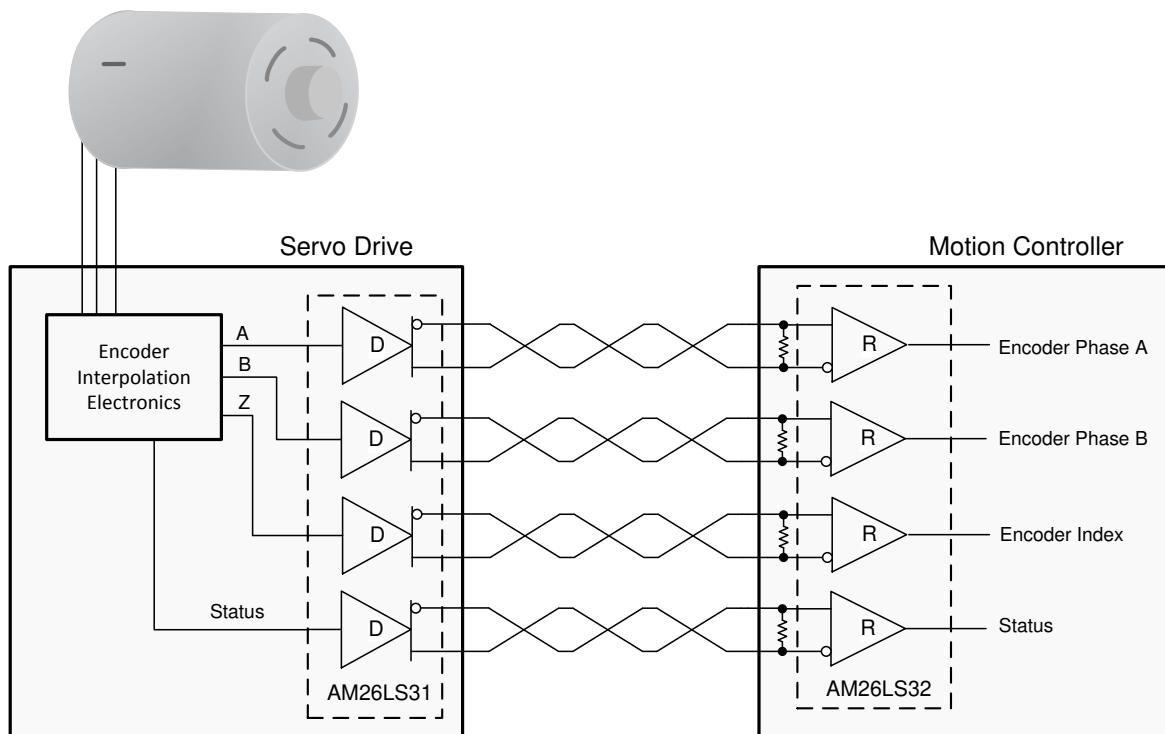 Servo Drive
Motion Controller
Encoder
Interpolation
Electronics
A
B
Z
Status
D
D
D
D
AM26LS31
R
R
R
R
AM26LS32
Encoder Phase A
Encoder Phase B
Encoder Index
Status